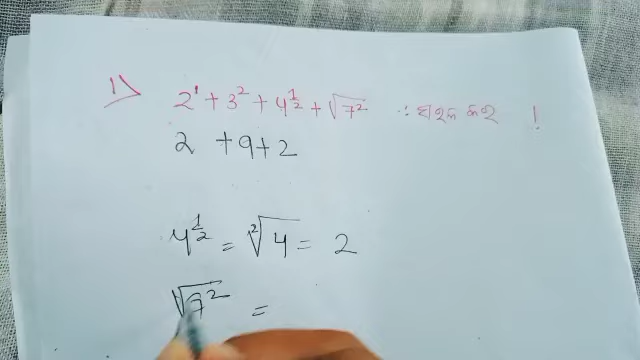 1) 2¹ + 3² + 4^½ + √7² ∴ ସରଳ କର !
2 + 9 + 2
4^½ = ²√4 = 2
√7² =